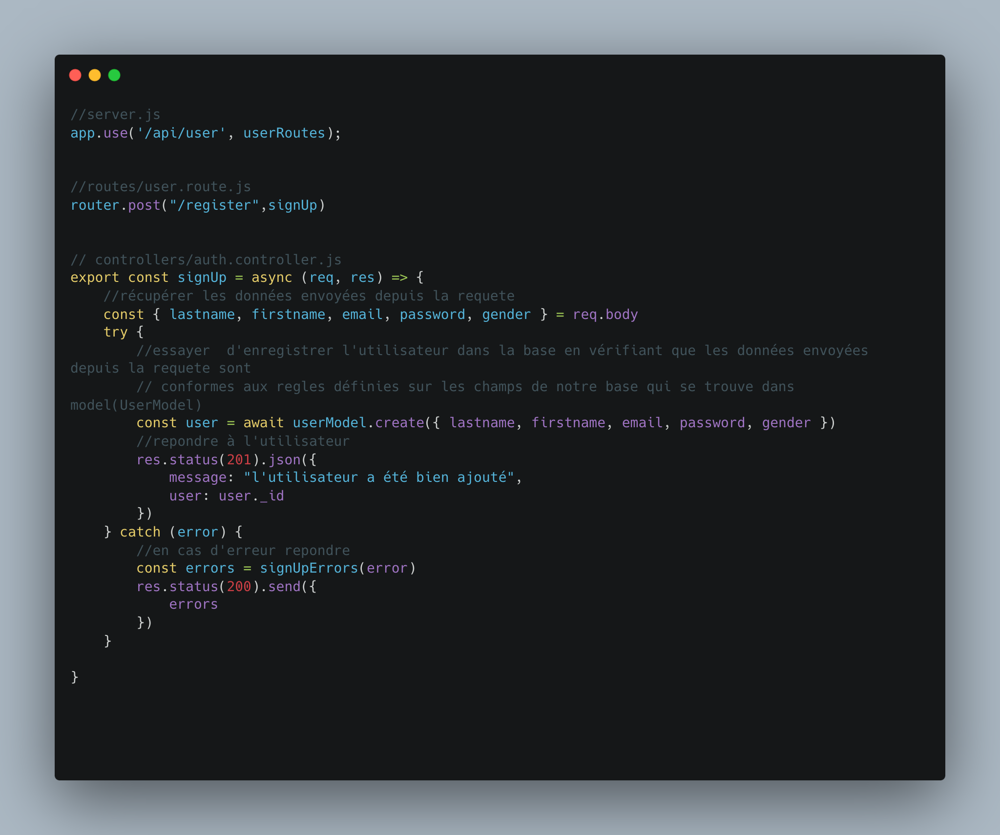 //server.js
app.use('/api/user', userRoutes);
//routes/user.route.js
router.post("/register",signUp)
// controllers/auth.controller.js
export const signUp = async (req, res) => {
    //récupérer les données envoyées depuis la requete
    const { lastname, firstname, email, password, gender } = req.body
    try {
        //essayer  d'enregistrer l'utilisateur dans la base en vérifiant que les données envoyées
depuis la requete sont
        // conformes aux regles définies sur les champs de notre base qui se trouve dans
model(UserModel)
        const user = await userModel.create({ lastname, firstname, email, password, gender })
        //repondre à l'utilisateur
        res.status(201).json({
            message: "l'utilisateur a été bien ajouté",
            user: user._id
        })
    } catch (error) {
        //en cas d'erreur repondre
        const errors = signUpErrors(error)
        res.status(200).send({
            errors
        })
    }
}